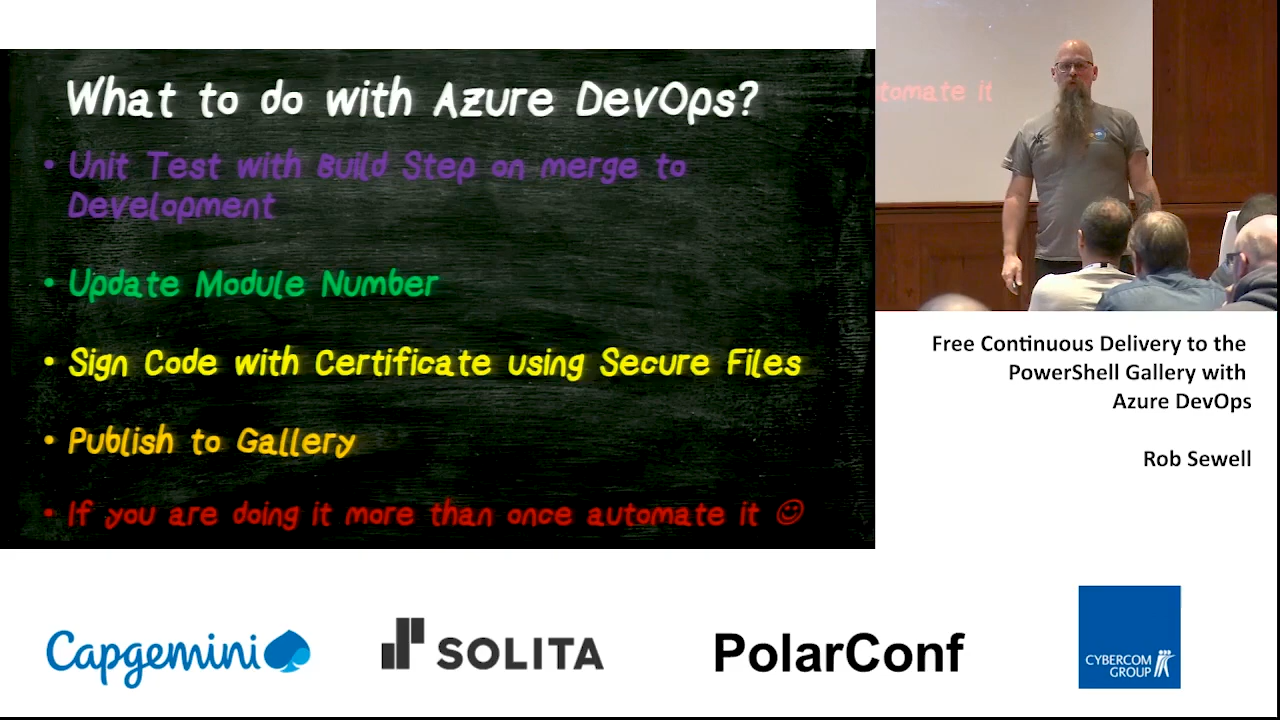 What to do with Azure DevOps?
• Unit Test with Build Step on merge to
Development
• Update Module Number
• Sign Code with Certificate using Secure Files
• Publish to Gallery
• If you are doing it more than once automate it ☺
tomate it
Free Continuous Delivery to the
PowerShell Gallery with
Azure DevOps
Rob Sewell
Capgemini
SOLITA
PolarConf
CYBERCOM
GROUP